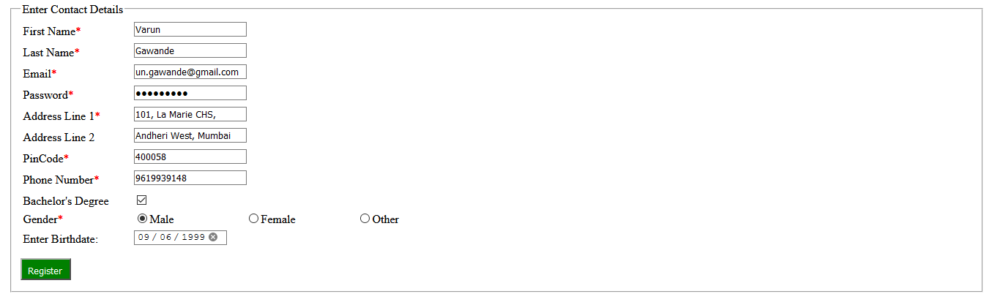 Enter Contact Details
First Name* Varun
Last Name* Gawande
Email* un.gawande@gmail.com
Password* ●●●●●●●●●
Address Line 1* 101, La Marie CHS,
Address Line 2 Andheri West, Mumbai
PinCode* 400058
Phone Number* 9619939148
Bachelor's Degree
Gender* Male Female Other
Enter Birthdate: 09 / 06 / 1999
Register